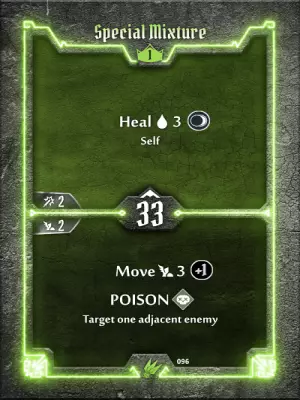 Special Mixture
1
Heal 3
Self
2
33
2
Move 3 +1
POISON
Target one adjacent enemy
096